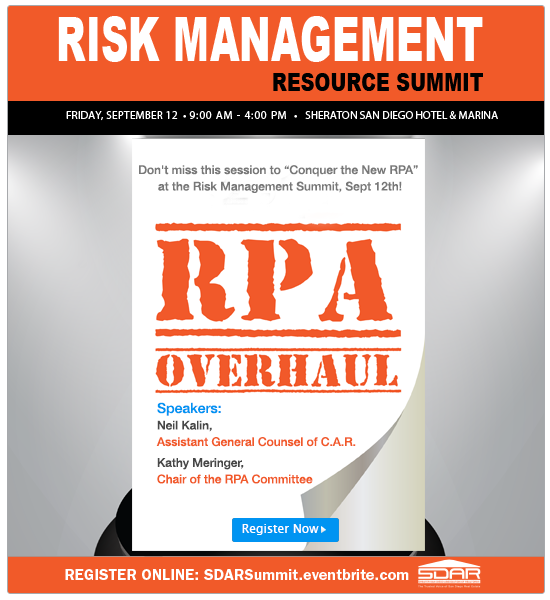 RISK MANAGEMENT
RESOURCE SUMMIT
FRIDAY, SEPTEMBER 12 • 9:00 AM - 4:00 PM • SHERATON SAN DIEGO HOTEL & MARINA
Don't miss this session to “Conquer the New RPA”
at the Risk Management Summit, Sept 12th!
RPA
OVERHAUL
Speakers:
Neil Kalin,
Assistant General Counsel of C.A.R.
Kathy Meringer,
Chair of the RPA Committee
Register Now
REGISTER ONLINE: SDARSummit.eventbrite.com
SDAR